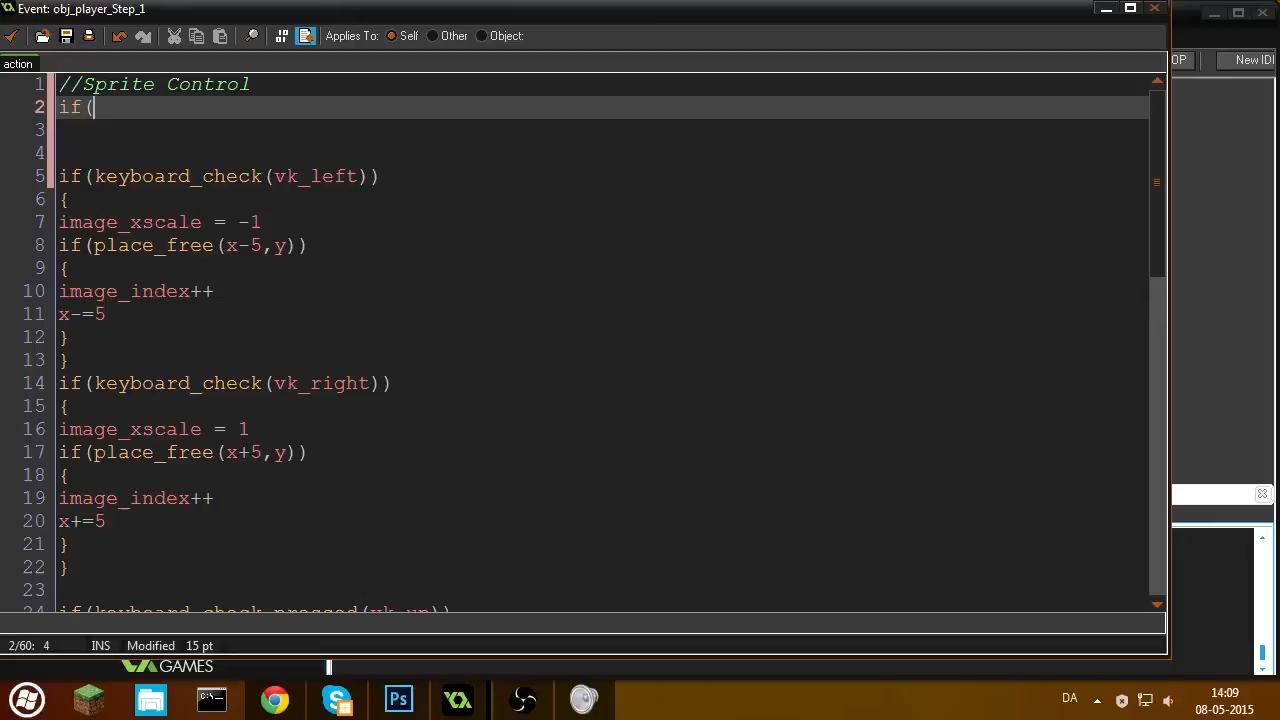 Event: obj_player_Step_1
Applies To: Self Other Object:
OP New IDI
action
1 //Sprite Control
2 if(
3
4
5 if(keyboard_check(vk_left))
6 {
7 image_xscale = -1
8 if(place_free(x-5,y))
9 {
10 image_index++
11 x-=5
12 }
13 }
14 if(keyboard_check(vk_right))
15 {
16 image_xscale = 1
17 if(place_free(x+5,y))
18 {
19 image_index++
20 x+=5
21 }
22 }
23
24 if(keyboard_check_pressed(vk_up))
2/60: 4 INS Modified 15 pt
GAMES
DA 14:09
08-05-2015